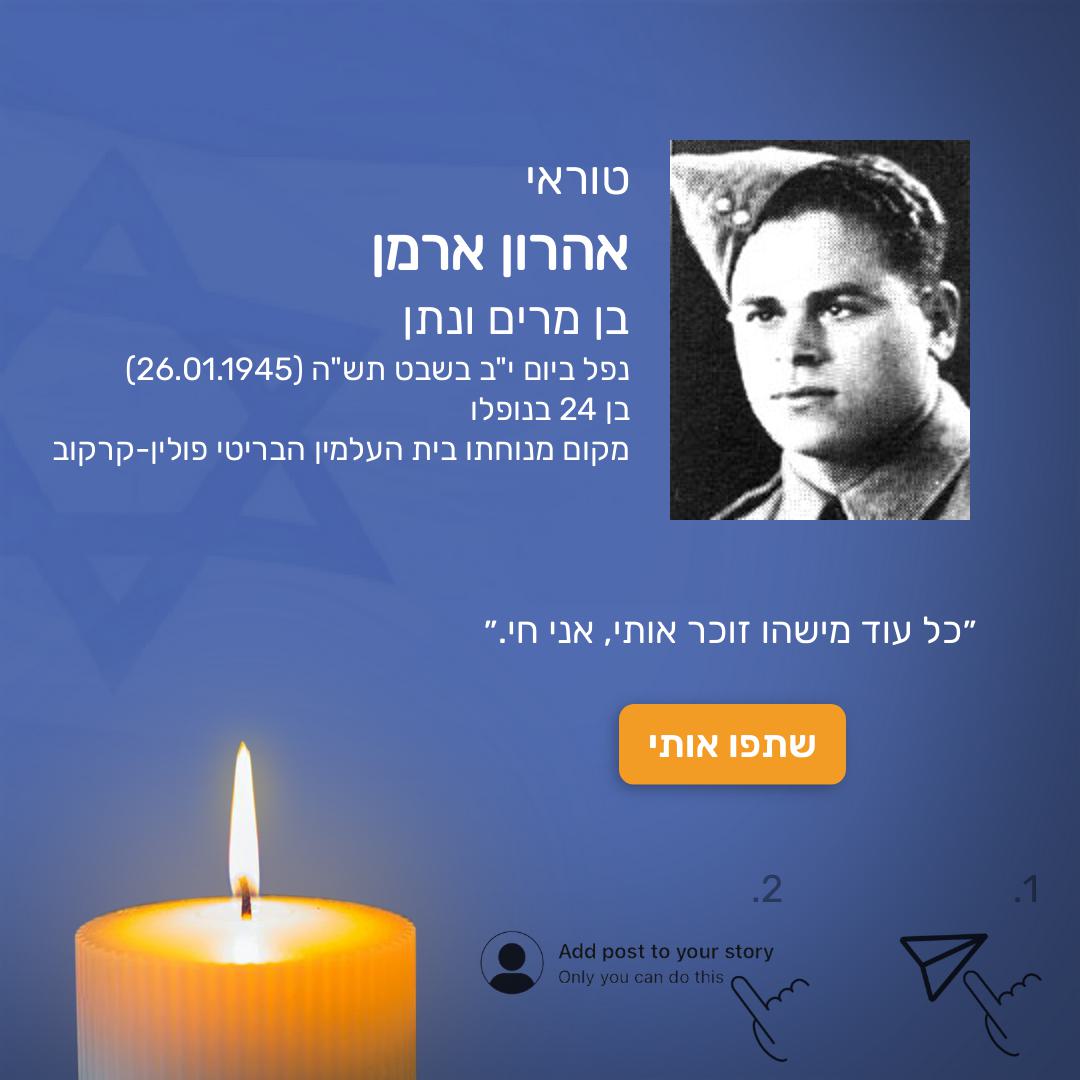 טוראי
אהרון ארמן
בן מרים ונתן
נפל ביום י"ב בשבט תש"ה (26.01.1945)
בן 24 בנופלו
מקום מנוחתו בית העלמין הבריטי פולין-קרקוב
״כל עוד מישהו זוכר אותי, אני חי.״
שתפו אותי
1.
2.
Add post to your story
Only you can do this